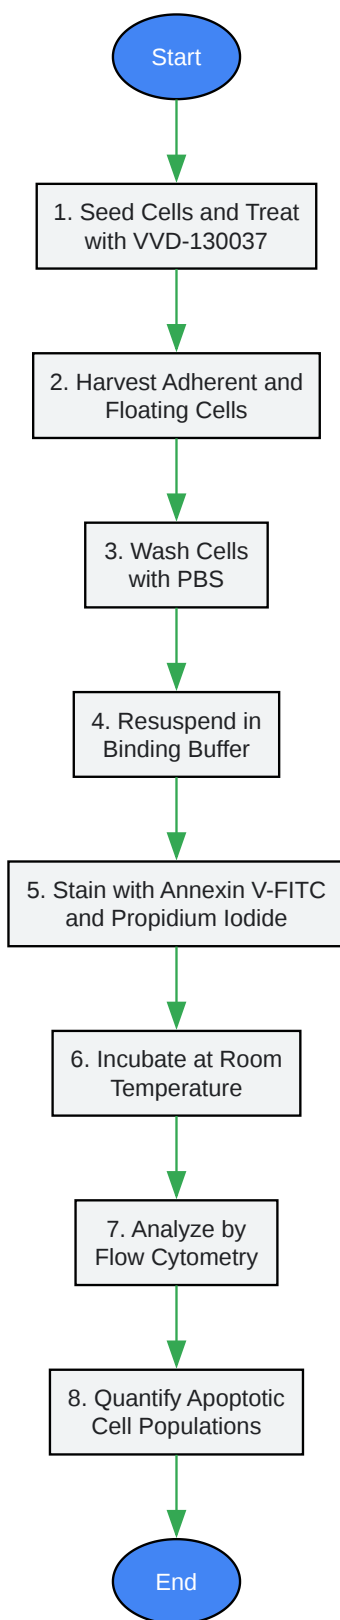 Start
1. Seed Cells and Treat
with VVD-130037
2. Harvest Adherent and
Floating Cells
3. Wash Cells
with PBS
4. Resuspend in
Binding Buffer
5. Stain with Annexin V-FITC
and Propidium Iodide
6. Incubate at Room
Temperature
7. Analyze by
Flow Cytometry
8. Quantify Apoptotic
Cell Populations
End